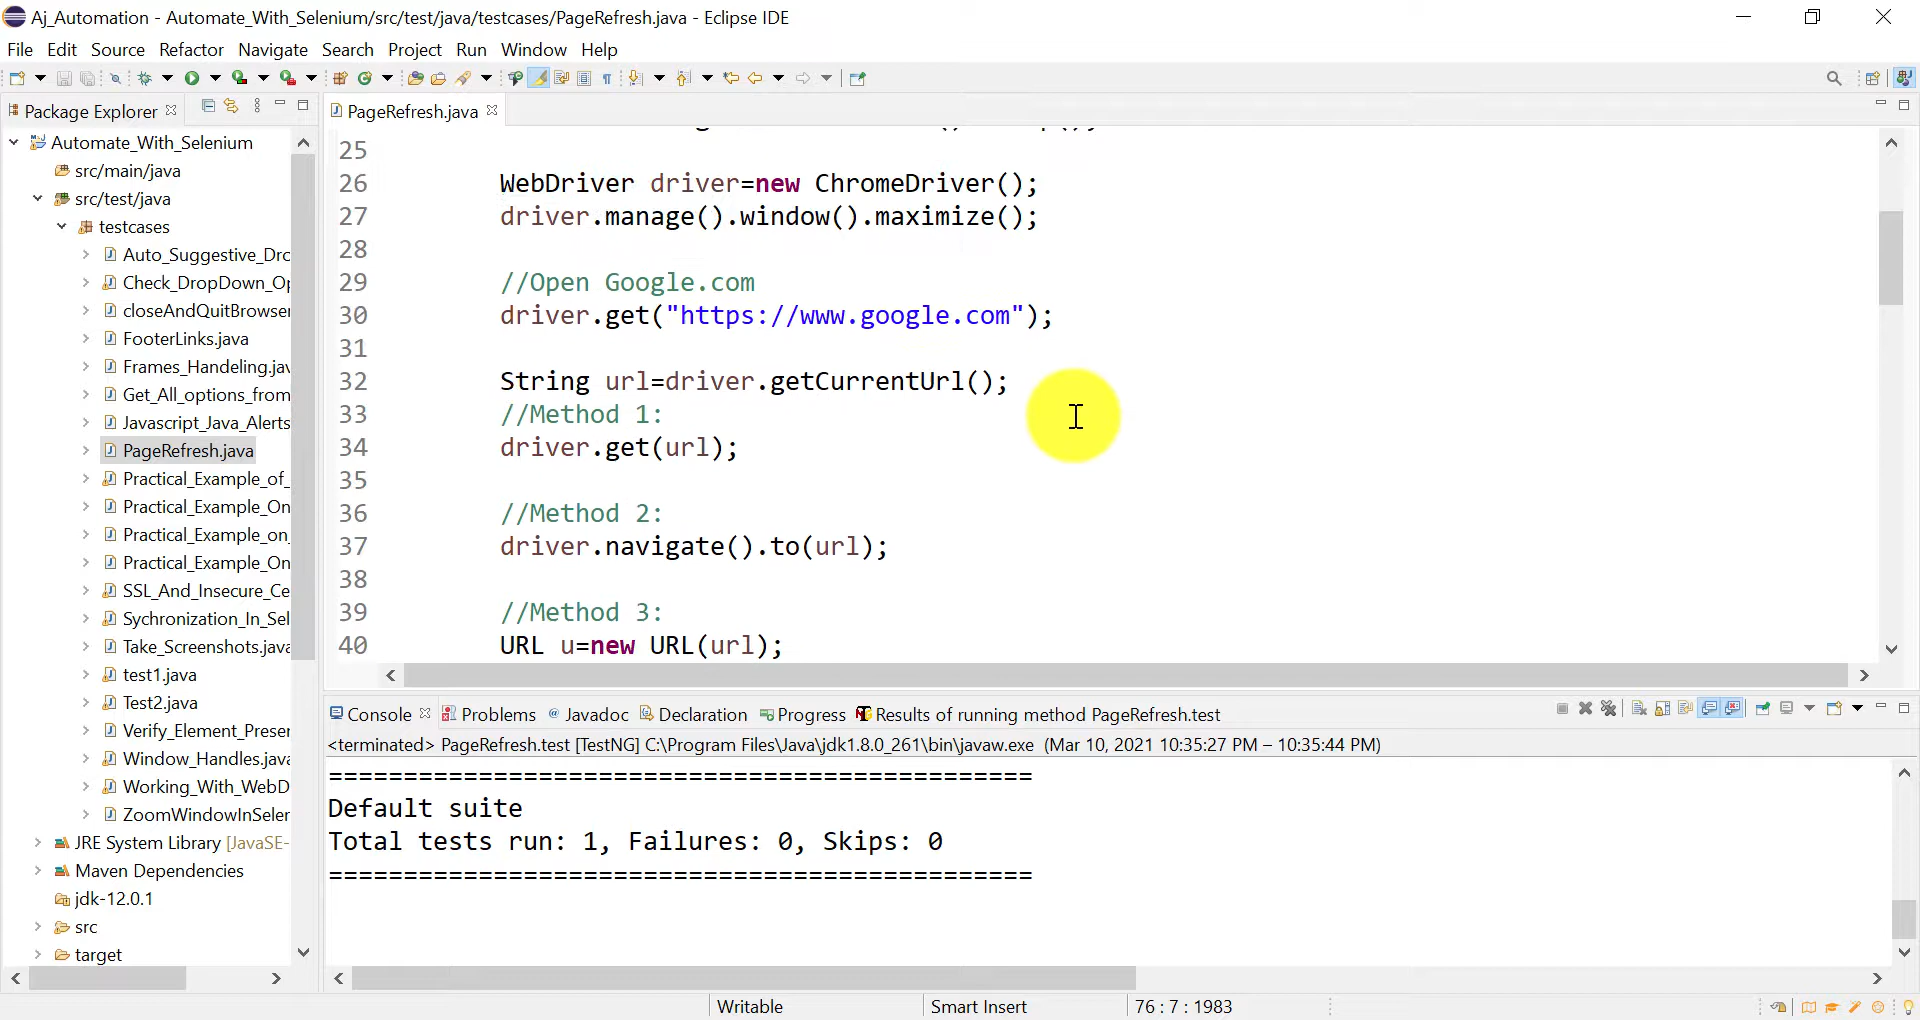 Aj_Automation - Automate_With_Selenium/src/test/java/testcases/PageRefresh.java - Eclipse IDE
File Edit Source Refactor Navigate Search Project Run Window Help
Package Explorer
Automate_With_Selenium
src/main/java
src/test/java
testcases
Auto_Suggestive_Drc
Check_DropDown_Op
closeAndQuitBrowser
FooterLinks.java
Frames_Handeling.jav
Get_All_options_from
Javascript_Java_Alerts
PageRefresh.java
Practical_Example_of_
Practical_Example_On
Practical_Example_on_
Practical_Example_On
SSL_And_Insecure_Ce
Sychronization_In_Sel
Take_Screenshots.java
test1.java
Test2.java
Verify_Element_Preser
Window_Handles.java
Working_With_WebD
ZoomWindowInSeler
JRE System Library [JavaSE-
Maven Dependencies
jdk-12.0.1
src
target
PageRefresh.java
25
26 WebDriver driver=new ChromeDriver();
27 driver.manage().window().maximize();
28
29 //Open Google.com
30 driver.get("https://www.google.com");
31
32 String url=driver.getCurrentUrl();
33 //Method 1:
34 driver.get(url);
35
36 //Method 2:
37 driver.navigate().to(url);
38
39 //Method 3:
40 URL u=new URL(url);
Console Problems @ Javadoc Declaration Progress Results of running method PageRefresh.test
<terminated> PageRefresh.test [TestNG] C:\Program Files\Java\jdk1.8.0_261\bin\javaw.exe (Mar 10, 2021 10:35:27 PM – 10:35:44 PM)
===============================================
Default suite
Total tests run: 1, Failures: 0, Skips: 0
===============================================
Writable Smart Insert 76 : 7 : 1983